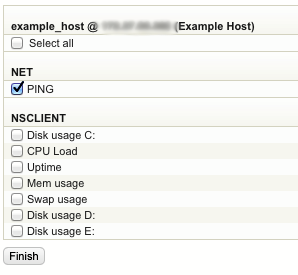 example_host @ (Example Host)
Select all
NET
PING
NSCLIENT
Disk usage C:
CPU Load
Uptime
Mem usage
Swap usage
Disk usage D:
Disk usage E:
Finish